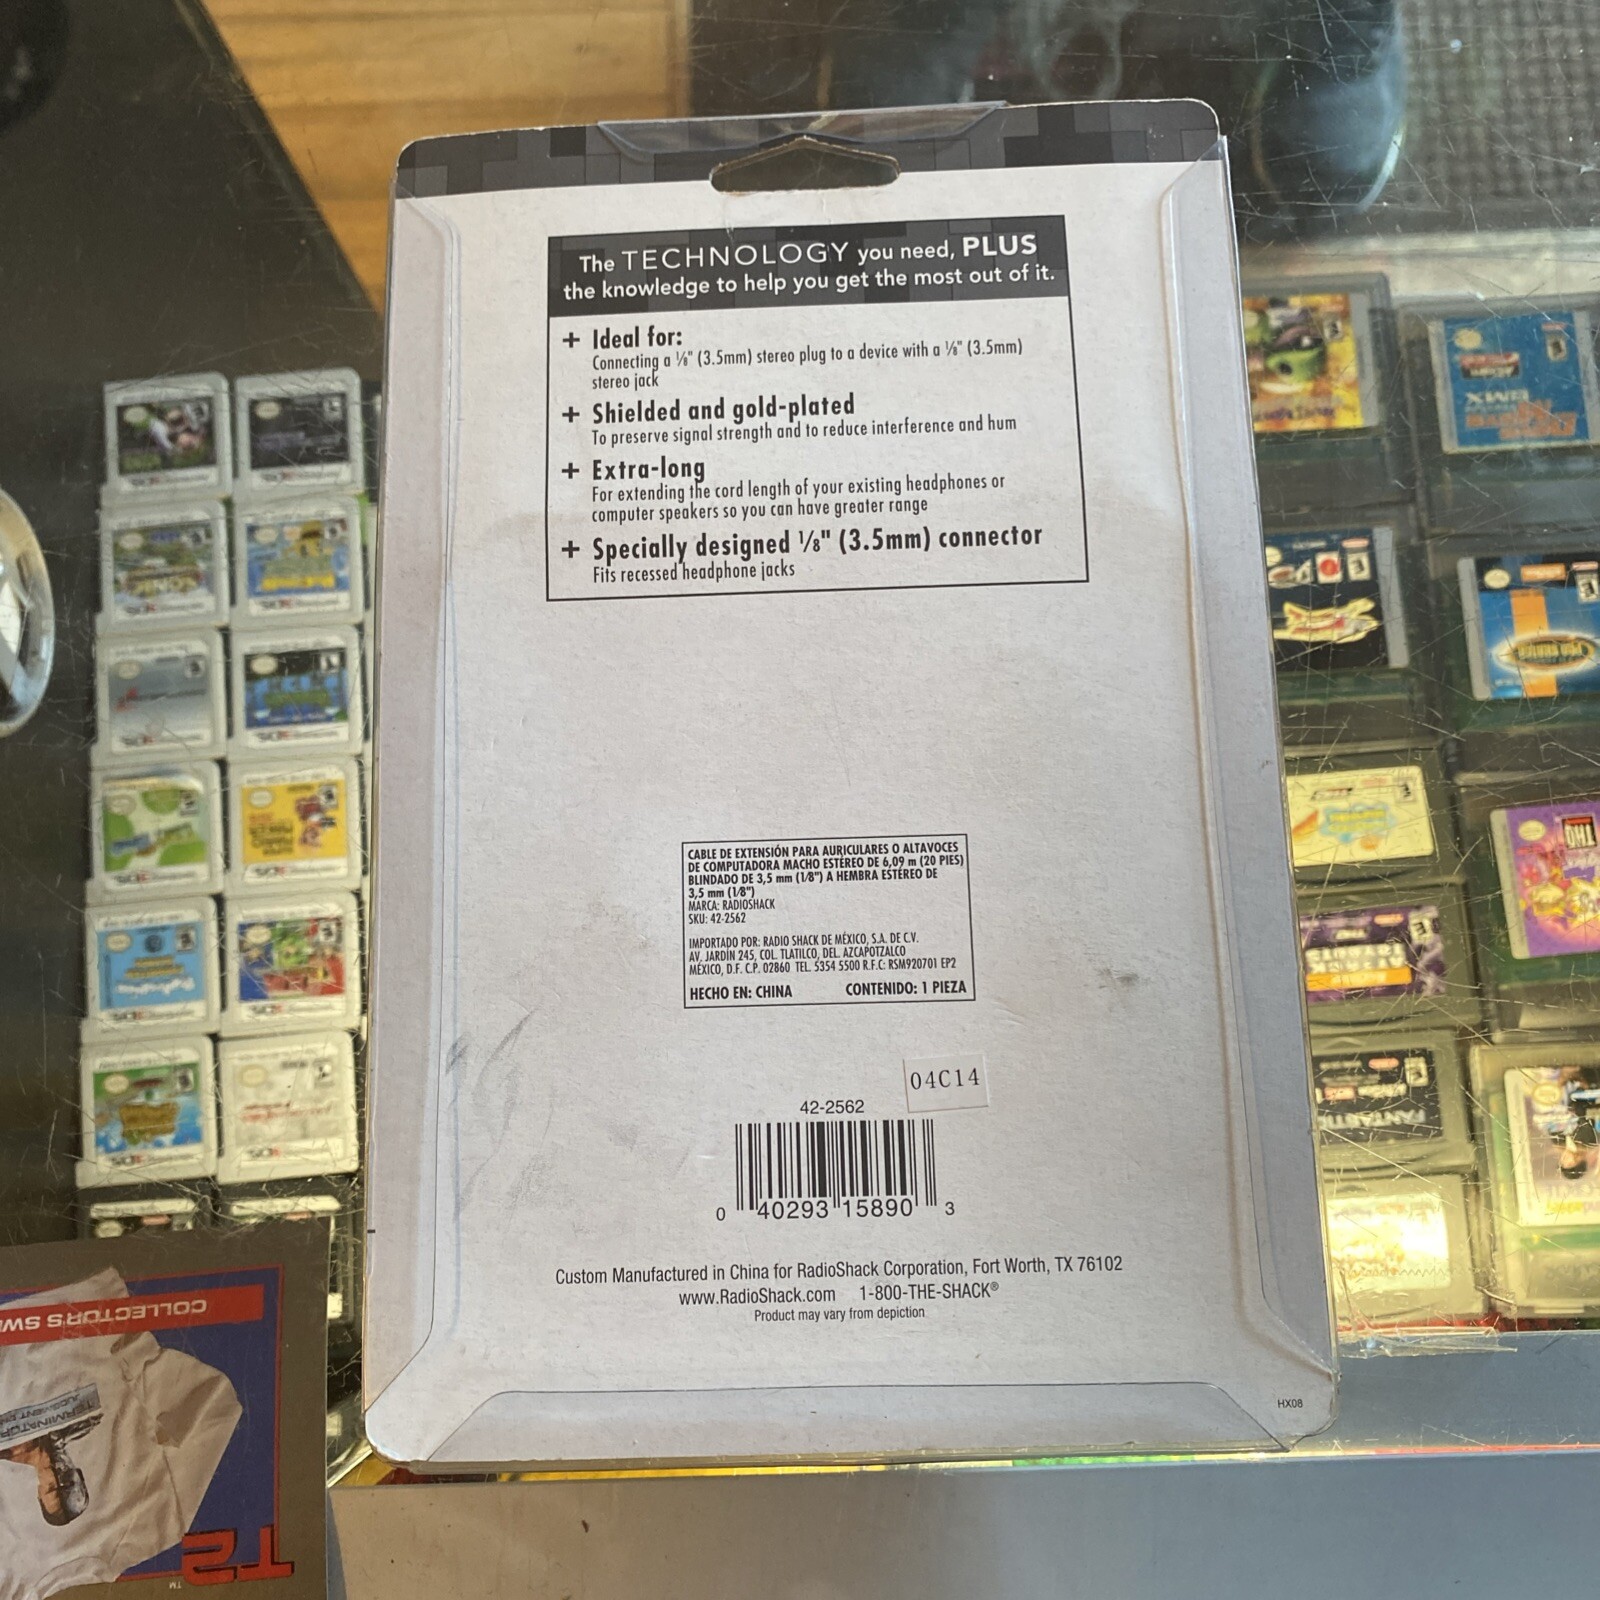 The TECHNOLOGY you need, PLUS
the knowledge to help you get the most out of it.
+ Ideal for:
Connecting a 1/8" (3.5mm) stereo plug to a device with a 1/8" (3.5mm)
stereo jack
+ Shielded and gold-plated
To preserve signal strength and to reduce interference and hum
+ Extra-long
For extending the cord length of your existing headphones or
computer speakers so you can have greater range
+ Specially designed 1/8" (3.5mm) connector
Fits recessed headphone jacks
CABLE DE EXTENSIÓN PARA AURICULARES O ALTAVOCES
DE COMPUTADORA MACHO ESTÉREO DE 6,09 m (20 PIES)
BLINDADO DE 3,5 mm (1/8") A HEMBRA ESTÉREO DE
3,5 mm (1/8")
MARCA: RADIOSHACK
SKU: 42-2562
IMPORTADO POR: RADIO SHACK DE MÉXICO, S.A. DE C.V.
AV. JARDÍN 245, COL. TLATILCO, DEL. AZCAPOTZALCO
MÉXICO, D.F. C.P. 02860 TEL. 5354 5500 R.F.C: RSM920701 EP2
HECHO EN: CHINA CONTENIDO: 1 PIEZA
04C14
42-2562
0 40293 15890 3
Custom Manufactured in China for RadioShack Corporation, Fort Worth, TX 76102
www.RadioShack.com 1-800-THE-SHACK®
Product may vary from depiction
HX08
COLLECTOR'S
TERMINATOR
T2
TM
THQ
FANTASTIC